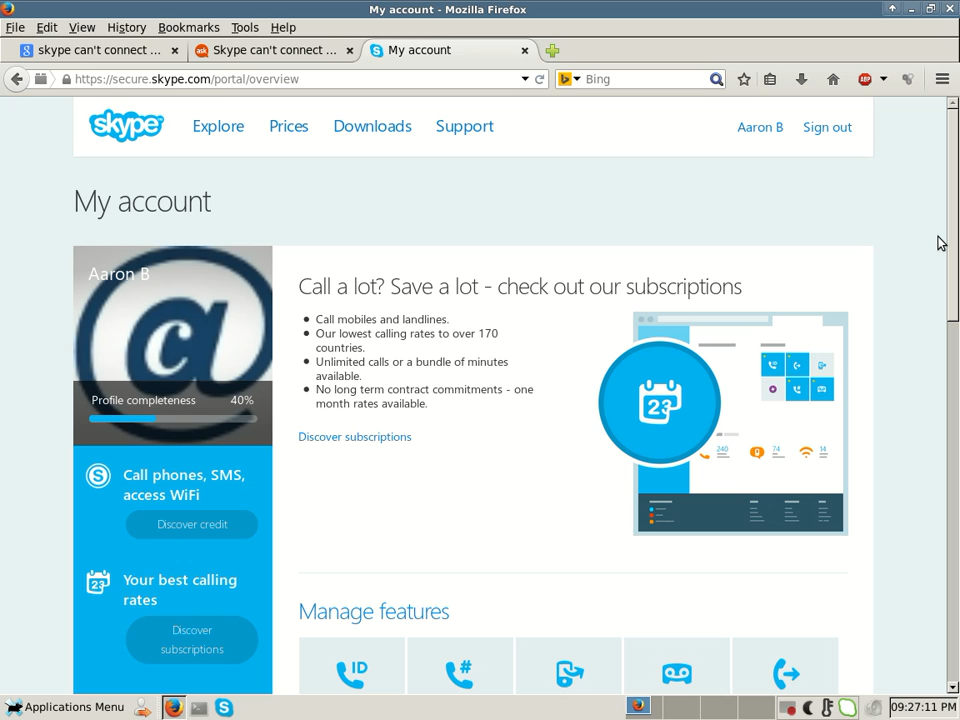 My account - Mozilla Firefox
File Edit View History Bookmarks Tools Help
skype can't connect ... Skype can't connect ... My account
https://secure.skype.com/portal/overview Bing
skype Explore Prices Downloads Support Aaron B Sign out
My account
Aaron B
Profile completeness 40%
Call phones, SMS,
access WiFi
Discover credit
Your best calling
rates
Discover
subscriptions
Call a lot? Save a lot - check out our subscriptions
Call mobiles and landlines.
Our lowest calling rates to over 170
countries.
Unlimited calls or a bundle of minutes
available.
No long term contract commitments - one
month rates available.
Discover subscriptions
23
240 74 14
Manage features
ID #
Applications Menu 09:27:11 PM